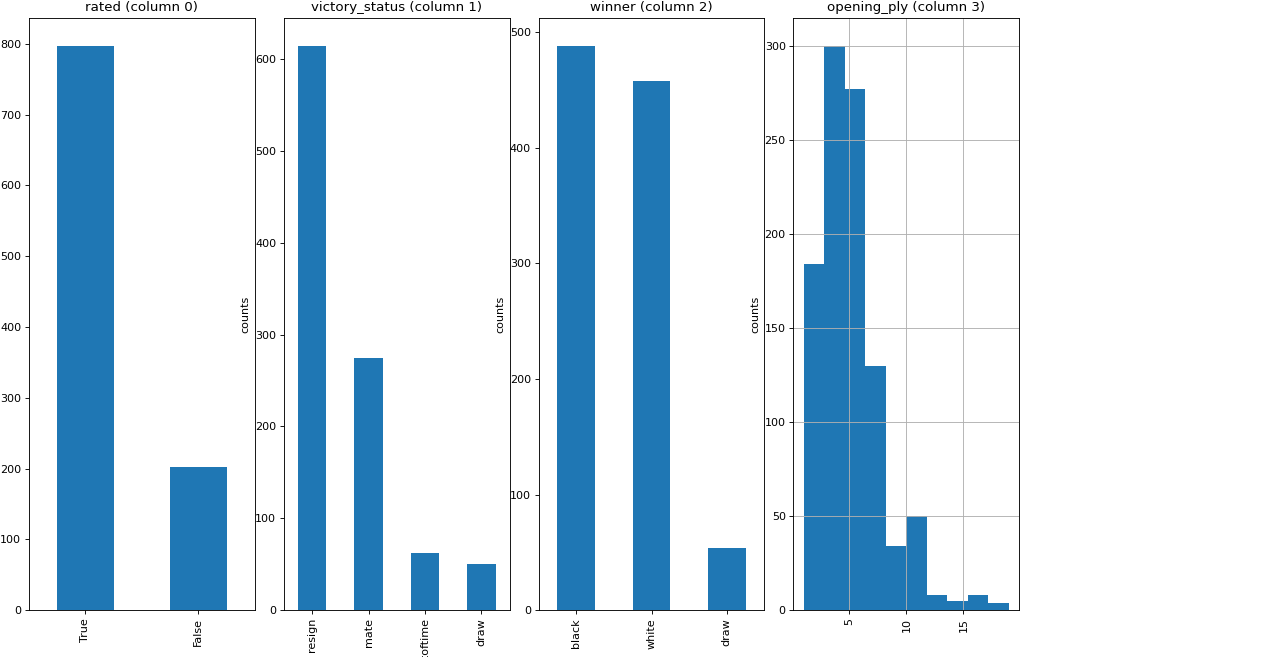 rated (column 0)
800
700
600
500
400
300
200
100
0
True
False
victory_status (column 1)
counts
600
500
400
300
200
100
0
resign
mate
oftime
draw
winner (column 2)
counts
500
400
300
200
100
0
black
white
draw
opening_ply (column 3)
counts
300
250
200
150
100
50
0
5
10
15